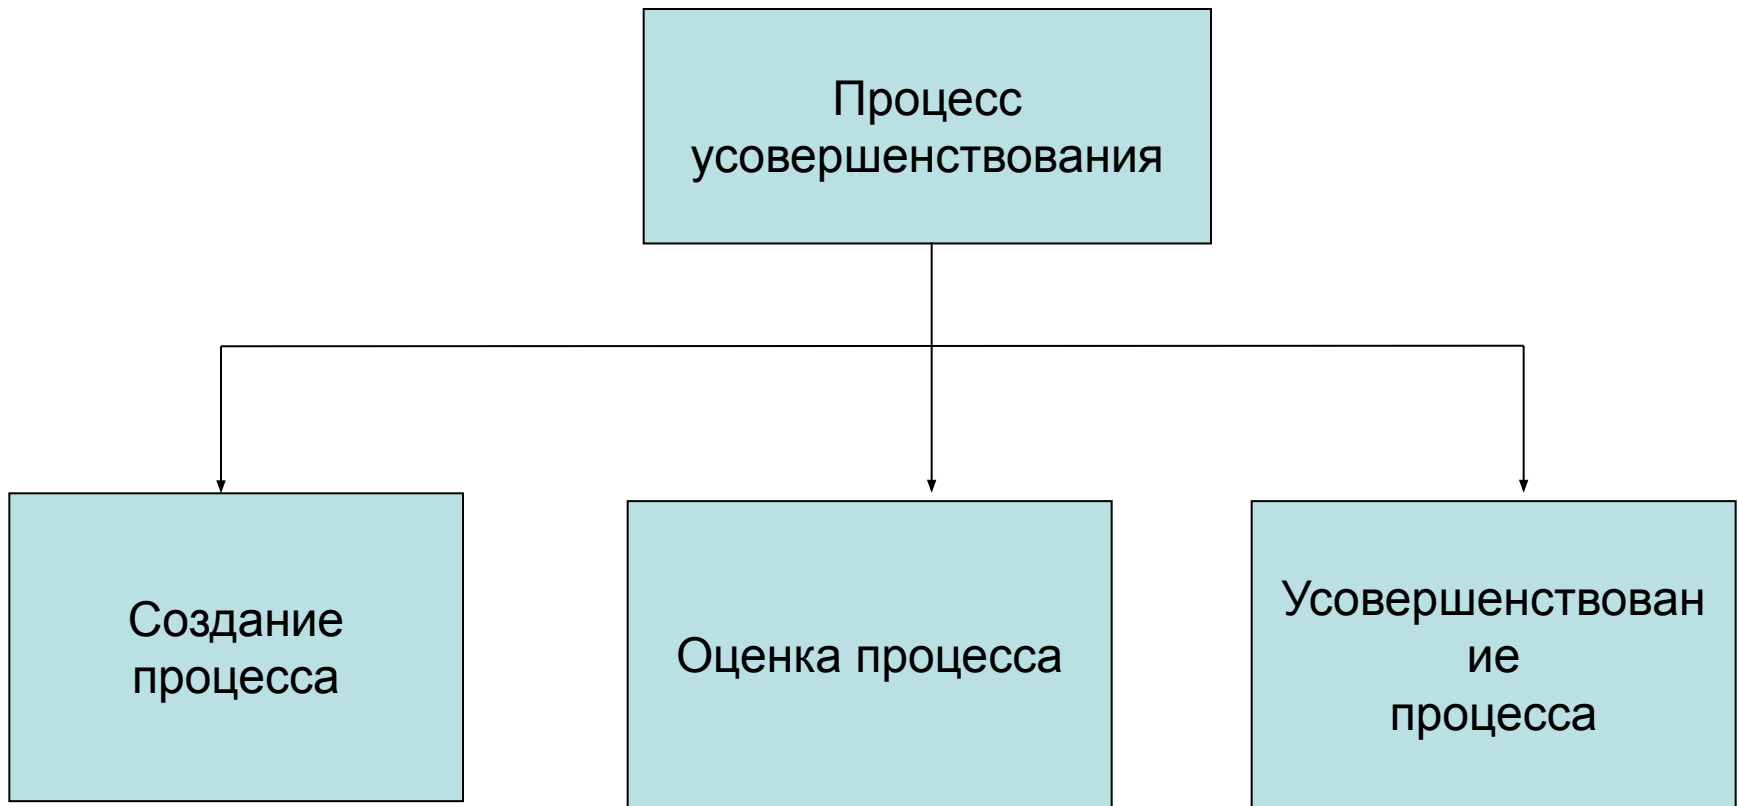 Процесс
усовершенствования
Создание
процесса
Оценка процесса
Усовершенствован
ие
процесса